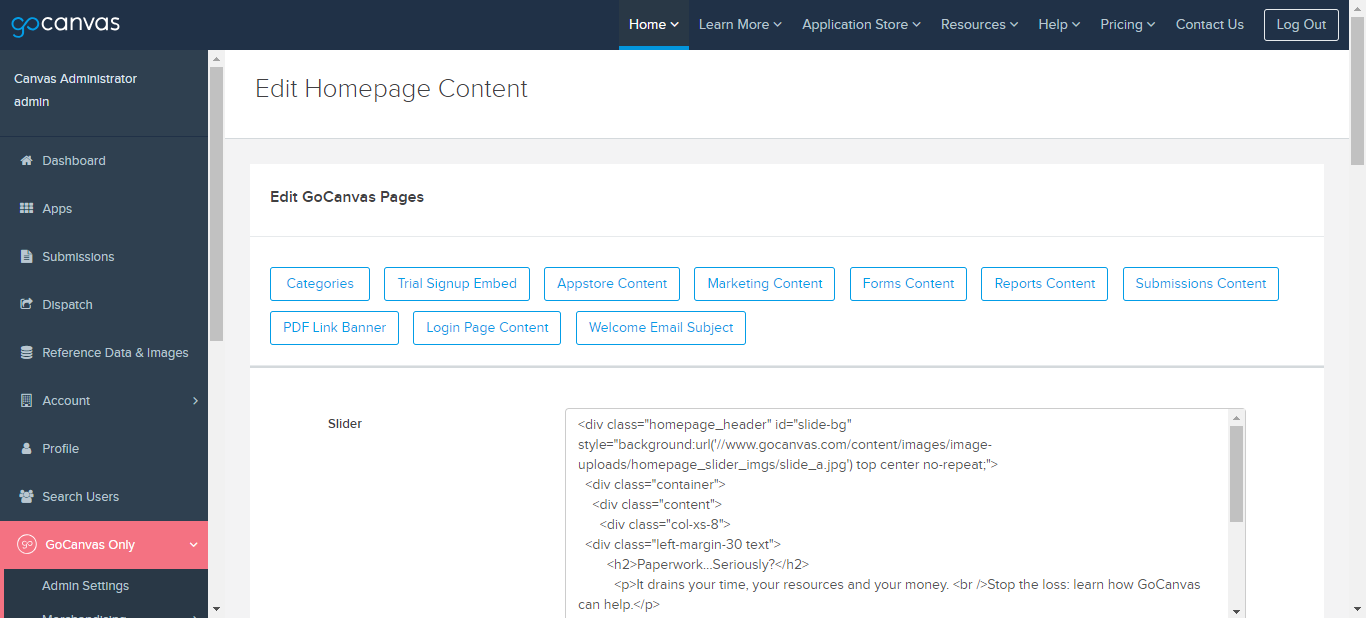 gocanvas
Home
Learn More
Application Store
Resources
Help
Pricing
Contact Us
Log Out
Canvas Administrator
admin
Dashboard
Apps
Submissions
Dispatch
Reference Data & Images
Account
Profile
Search Users
go GoCanvas Only
Admin Settings
Merchandising
Edit Homepage Content
Edit GoCanvas Pages
Categories
Trial Signup Embed
Appstore Content
Marketing Content
Forms Content
Reports Content
Submissions Content
PDF Link Banner
Login Page Content
Welcome Email Subject
Slider
<div class="homepage_header" id="slide-bg"
style="background:url('//www.gocanvas.com/content/images/image-
uploads/homepage_slider_imgs/slide_a.jpg') top center no-repeat;">
<div class="container">
<div class="content">
<div class="col-xs-8">
<div class="left-margin-30 text">
<h2>Paperwork...Seriously?</h2>
<p>It drains your time, your resources and your money. <br />Stop the loss: learn how GoCanvas
can help.</p>